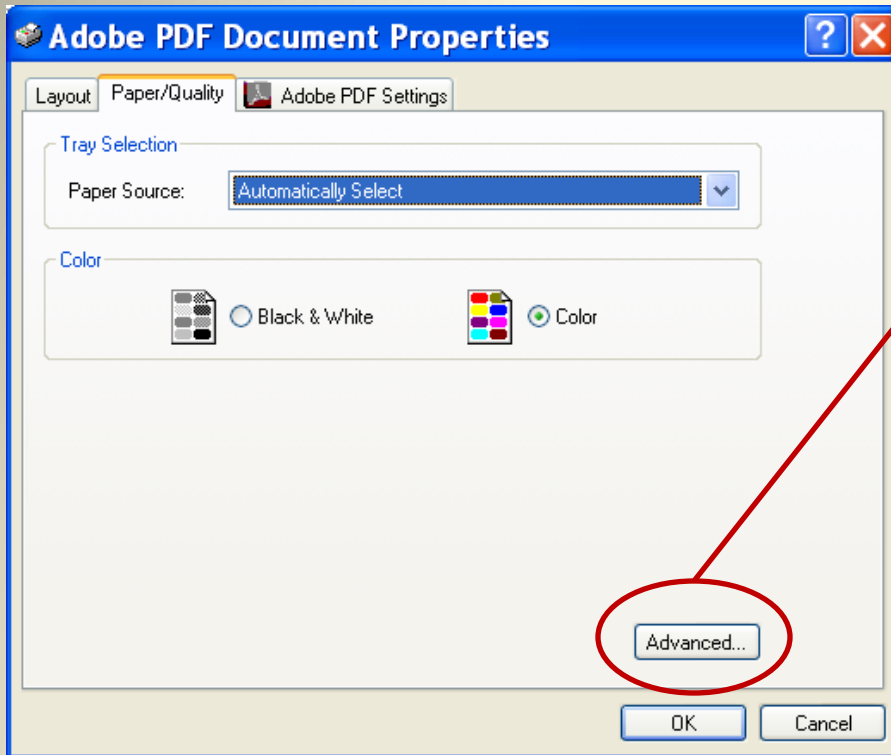 Adobe PDF Document Properties
Layout Paper/Quality Adobe PDF Settings
Tray Selection
Paper Source: Automatically Select
Color
Black & White Color
Advanced...
OK Cancel